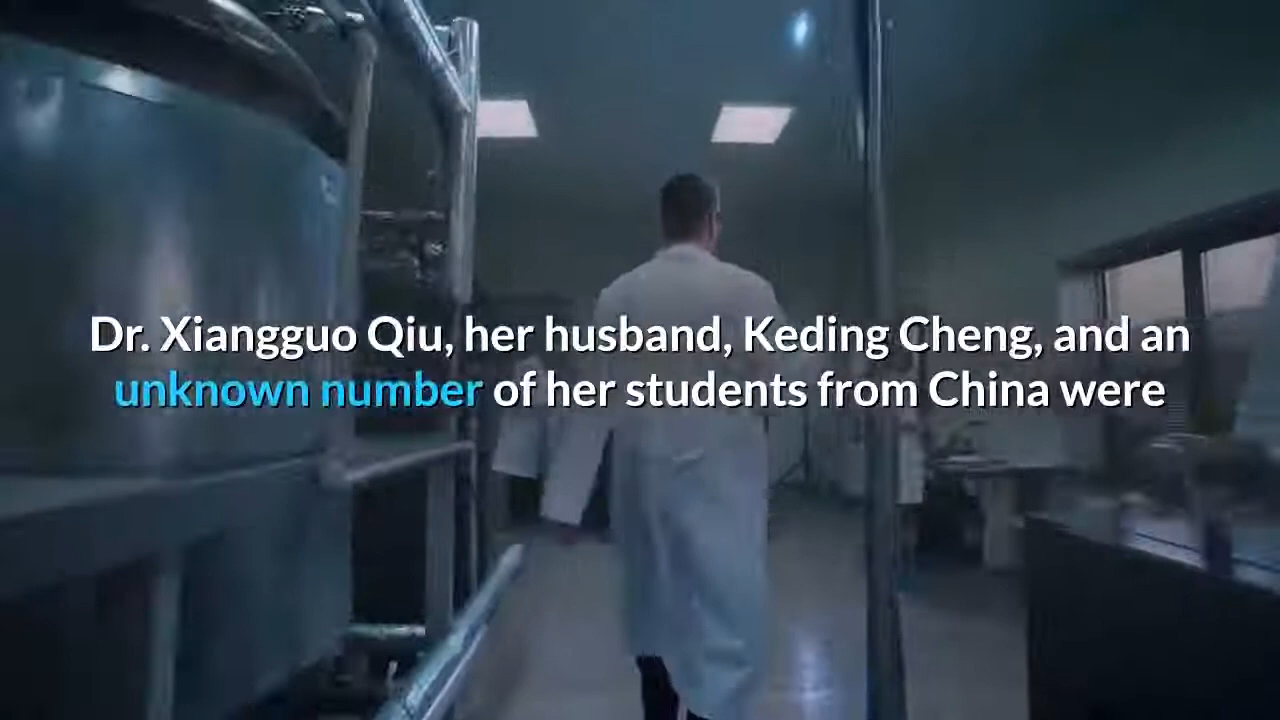 Dr. Xiangguo Qiu, her husband, Keding Cheng, and an
unknown number of her students from China were